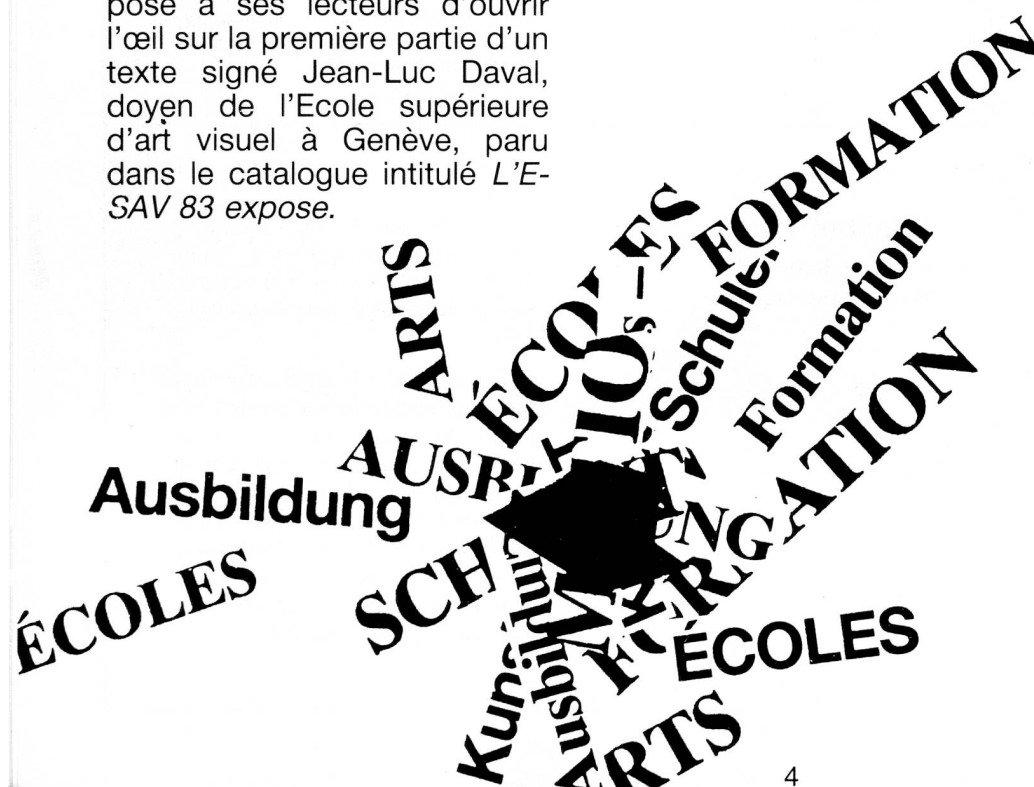 pose à ses lecteurs d'ouvrir
l'œil sur la première partie d'un
texte signé Jean-Luc Daval,
doyen de l'Ecole supérieure
d'art visuel à Genève, paru
dans le catalogue intitulé L'E-
SAV 83 expose.
FORMATION
ARTS
ÉCOLES
Schule
Formation
Ausbildung
ÉCOLES
ÉCOLES
ARTS
4